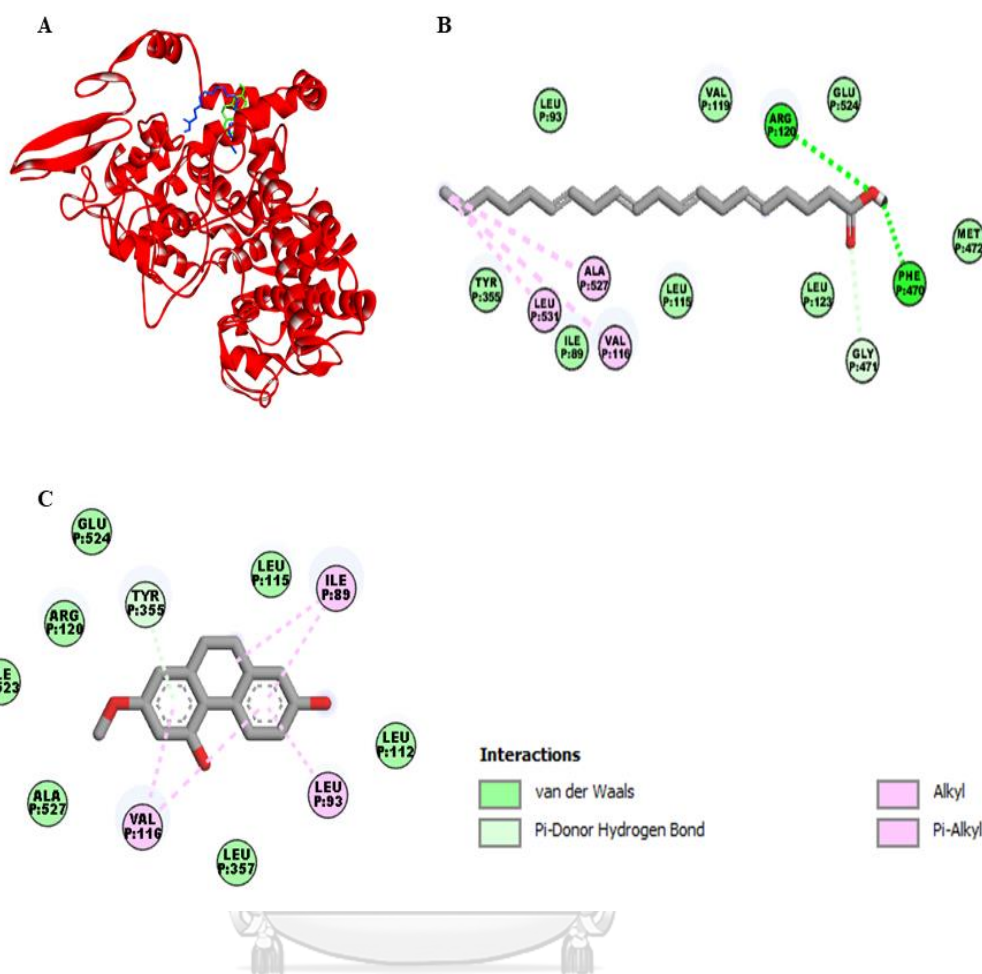 A
B
LEU
P:93
VAL
P:119
ARG
P:120
GLU
P:524
MET
P:472
TYR
P:355
ALA
P:527
LEU
P:531
LEU
P:115
LEU
P:123
PHE
P:470
ILE
P:89
VAL
P:116
GLY
P:471
C
GLU
P:524
TYR
P:355
LEU
P:115
ILE
P:89
ARG
P:120
LE
523
LEU
P:112
ALA
P:527
VAL
P:116
LEU
P:93
LEU
P:357
Interactions
van der Waals
Alkyl
Pi-Donor Hydrogen Bond
Pi-Alkyl